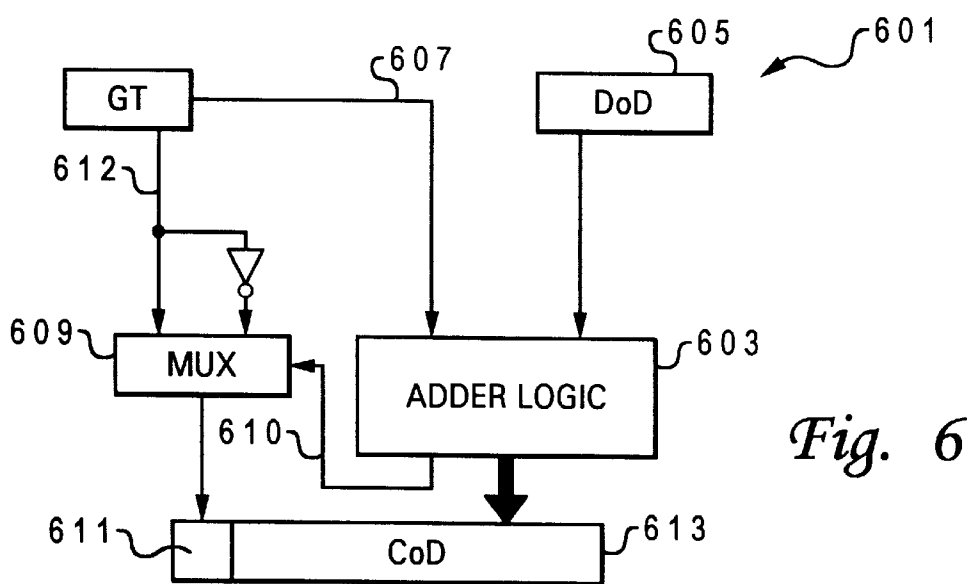 605
601
607
GT
DoD
612
609
MUX
603
ADDER LOGIC
610
Fig. 6
611
CoD
613